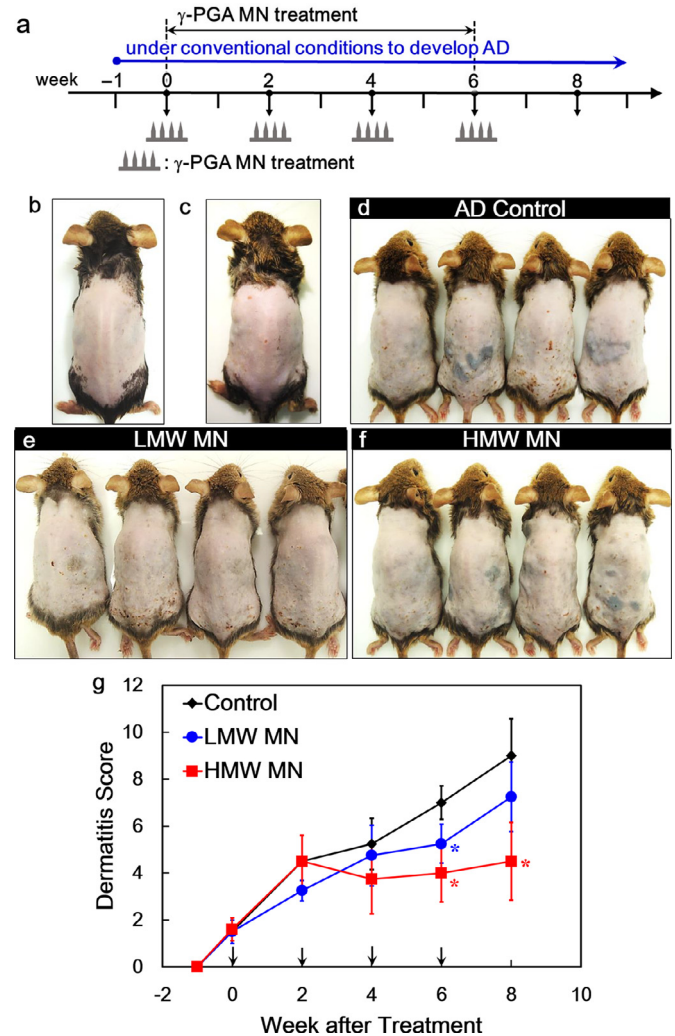 a
γ-PGA MN treatment
under conventional conditions to develop AD
week −1 0 2 4 6 8
: γ-PGA MN treatment
b
c
d AD Control
e LMW MN
f HMW MN
g
12
10
8
6
4
2
0
Dermatitis Score
Control
LMW MN
HMW MN
*
*
*
-2 0 2 4 6 8 10
Week after Treatment